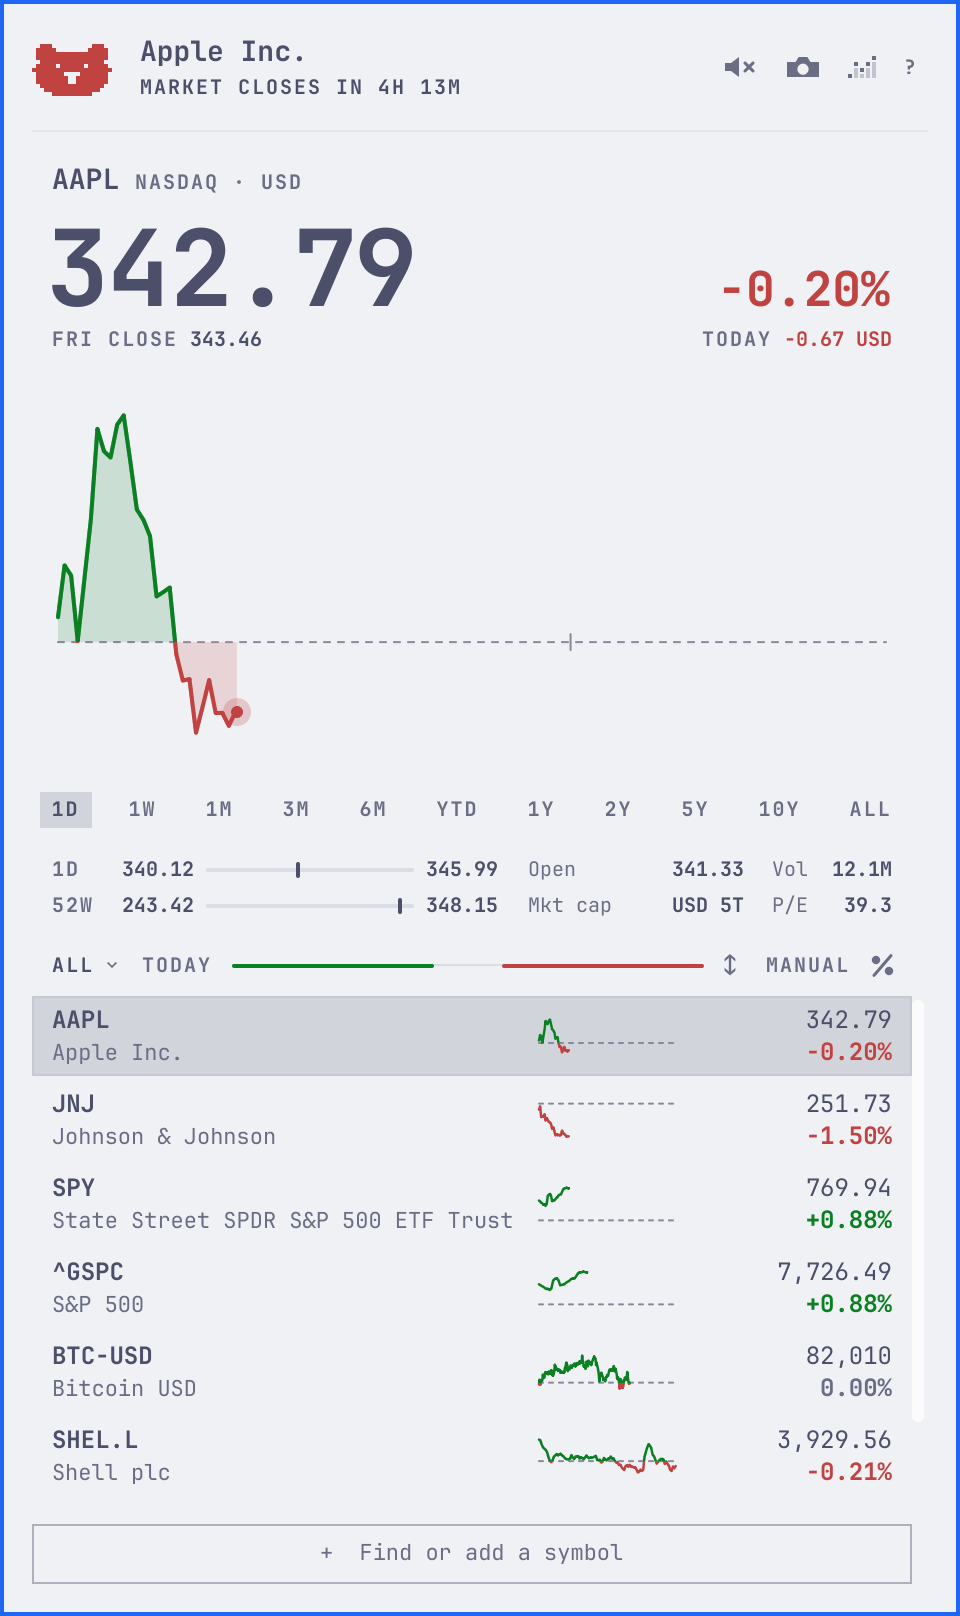 Apple Inc.
MARKET CLOSES IN 4H 13M
?
AAPL NASDAQ · USD
342.79
-0.20%
FRI CLOSE 343.46
TODAY -0.67 USD
1D 1W 1M 3M 6M YTD 1Y 2Y 5Y 10Y ALL
1D 340.12 345.99 Open 341.33 Vol 12.1M
52W 243.42 348.15 Mkt cap USD 5T P/E 39.3
ALL TODAY MANUAL %
AAPL 342.79
Apple Inc. -0.20%
JNJ 251.73
Johnson & Johnson -1.50%
SPY 769.94
State Street SPDR S&P 500 ETF Trust +0.88%
^GSPC 7,726.49
S&P 500 +0.88%
BTC-USD 82,010
Bitcoin USD 0.00%
SHEL.L 3,929.56
Shell plc -0.21%
+ Find or add a symbol